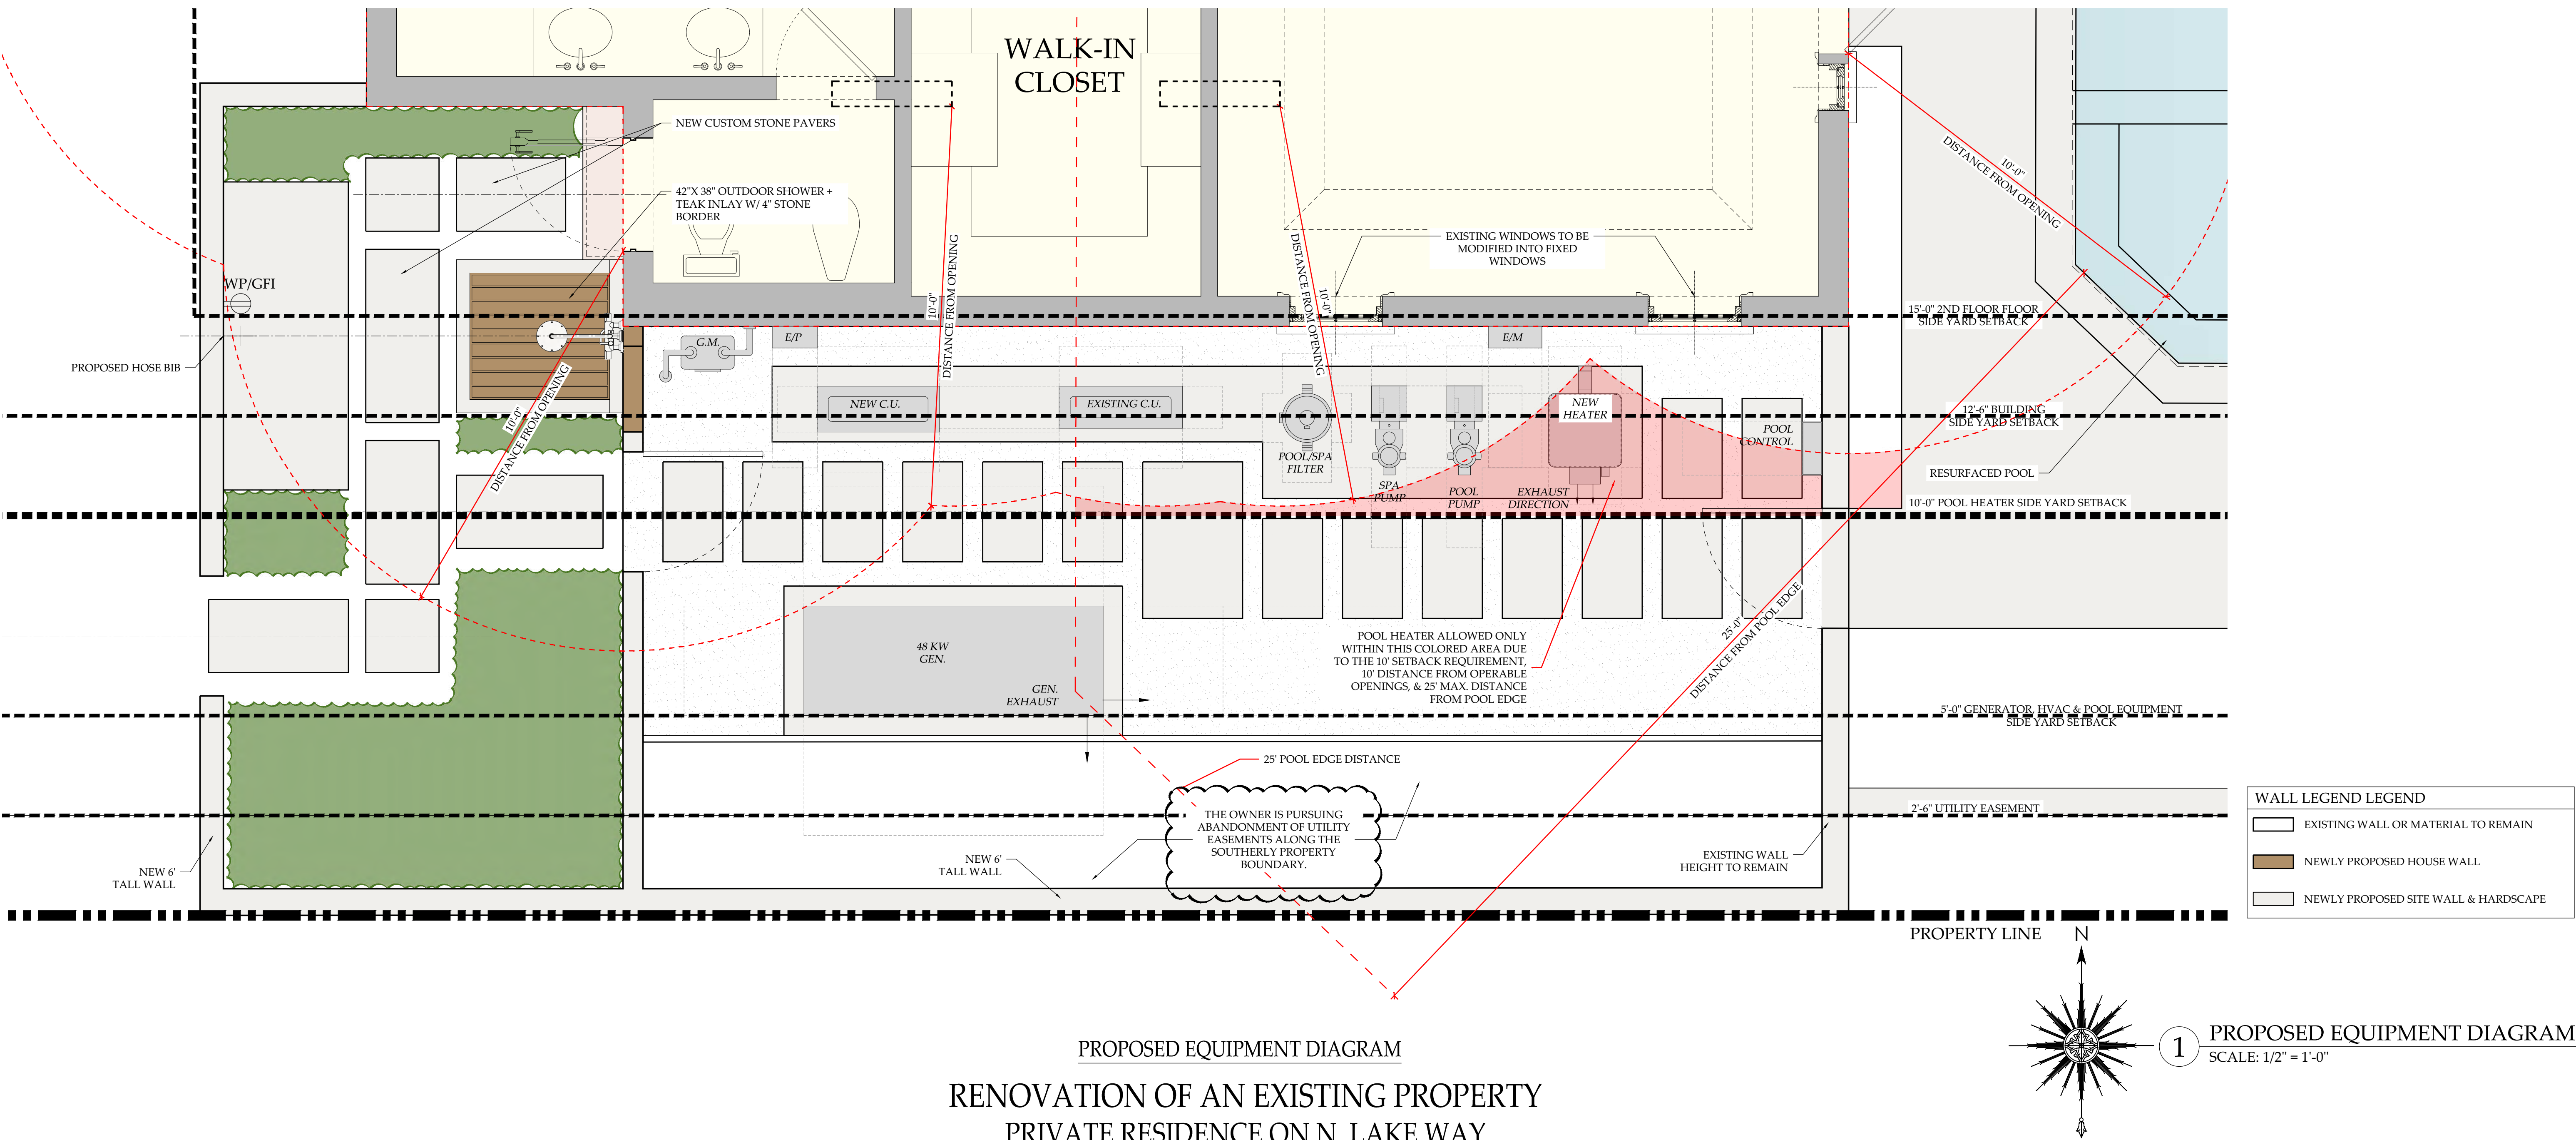 WALK-IN
CLOSET
NEW CUSTOM STONE PAVERS
42"X 38" OUTDOOR SHOWER +
TEAK INLAY W/ 4" STONE
BORDER
WP/GFI
PROPOSED HOSE BIB
10'-0"
DISTANCE FROM OPENING
10'-0"
DISTANCE FROM OPENING
10'-0"
DISTANCE FROM OPENING
10'-0"
DISTANCE FROM OPENING
EXISTING WINDOWS TO BE
MODIFIED INTO FIXED
WINDOWS
G.M.
E/P
E/M
NEW C.U.
EXISTING C.U.
POOL/SPA
FILTER
SPA
PUMP
POOL
PUMP
NEW
HEATER
EXHAUST
DIRECTION
POOL
CONTROL
15'-0" 2ND FLOOR FLOOR
SIDE YARD SETBACK
12'-6" BUILDING
SIDE YARD SETBACK
RESURFACED POOL
10'-0" POOL HEATER SIDE YARD SETBACK
48 KW
GEN.
GEN.
EXHAUST
POOL HEATER ALLOWED ONLY
WITHIN THIS COLORED AREA DUE
TO THE 10' SETBACK REQUIREMENT,
10' DISTANCE FROM OPERABLE
OPENINGS, & 25' MAX. DISTANCE
FROM POOL EDGE
25'-0"
DISTANCE FROM POOL EDGE
5'-0" GENERATOR, HVAC & POOL EQUIPMENT
SIDE YARD SETBACK
25' POOL EDGE DISTANCE
THE OWNER IS PURSUING
ABANDONMENT OF UTILITY
EASEMENTS ALONG THE
SOUTHERLY PROPERTY
BOUNDARY.
2'-6" UTILITY EASEMENT
NEW 6'
TALL WALL
NEW 6'
TALL WALL
EXISTING WALL
HEIGHT TO REMAIN
WALL LEGEND LEGEND
EXISTING WALL OR MATERIAL TO REMAIN
NEWLY PROPOSED HOUSE WALL
NEWLY PROPOSED SITE WALL & HARDSCAPE
PROPERTY LINE
N
1
PROPOSED EQUIPMENT DIAGRAM
SCALE: 1/2" = 1'-0"
PROPOSED EQUIPMENT DIAGRAM
RENOVATION OF AN EXISTING PROPERTY
PRIVATE RESIDENCE ON N. LAKE WAY